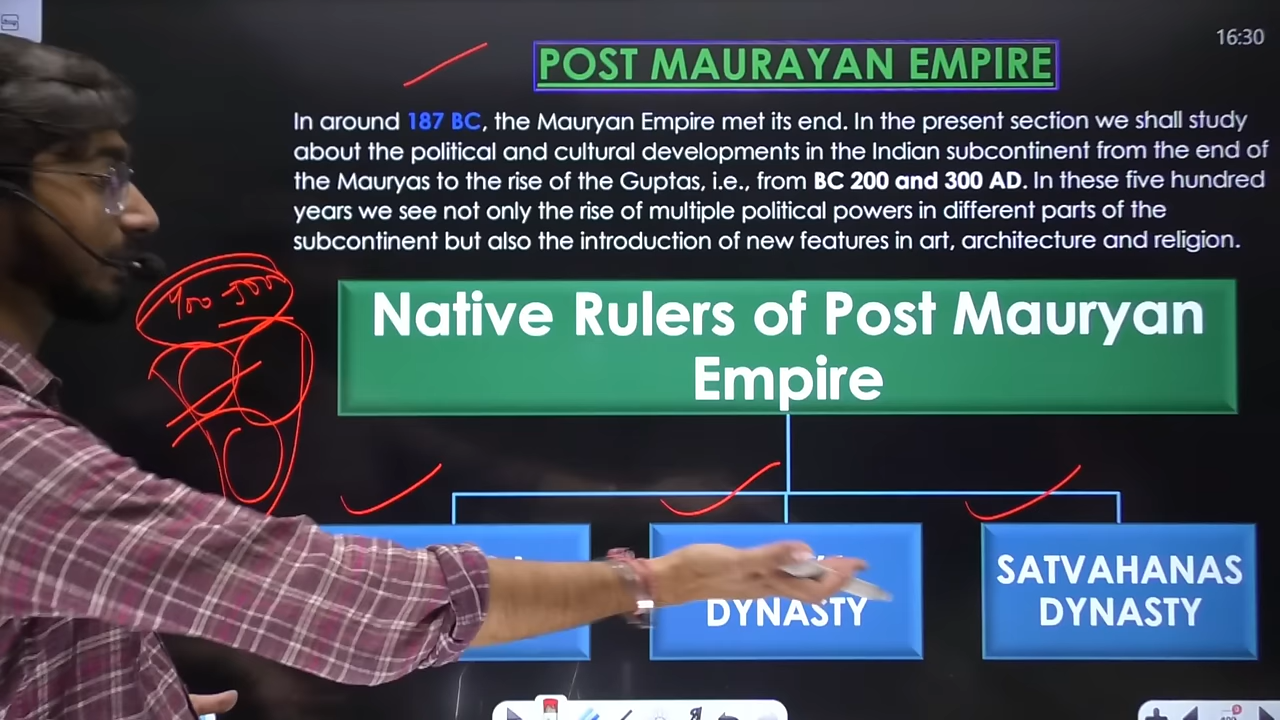 16:30
POST MAURAYAN EMPIRE
In around 187 BC, the Mauryan Empire met its end. In the present section we shall study
about the political and cultural developments in the Indian subcontinent from the end of
the Mauryas to the rise of the Guptas, i.e., from BC 200 and 300 AD. In these five hundred
years we see not only the rise of multiple political powers in different parts of the
subcontinent but also the introduction of new features in art, architecture and religion.
Native Rulers of Post Mauryan
Empire
DYNASTY
SATVAHANAS
DYNASTY